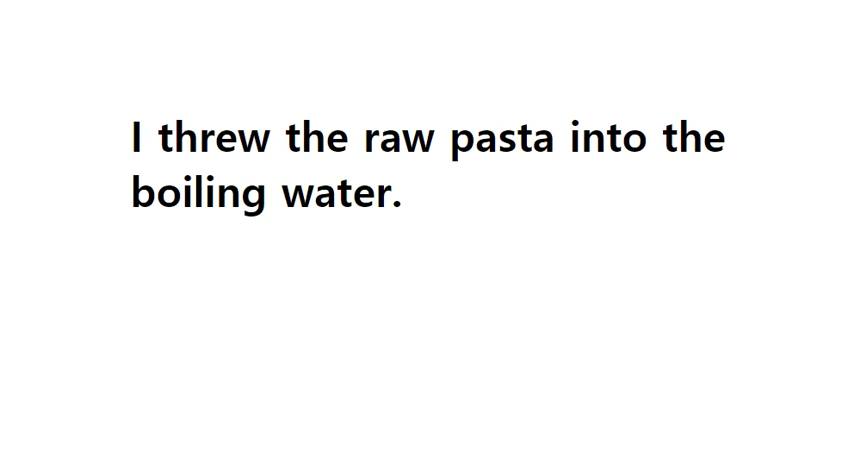 I threw the raw pasta into the
boiling water.